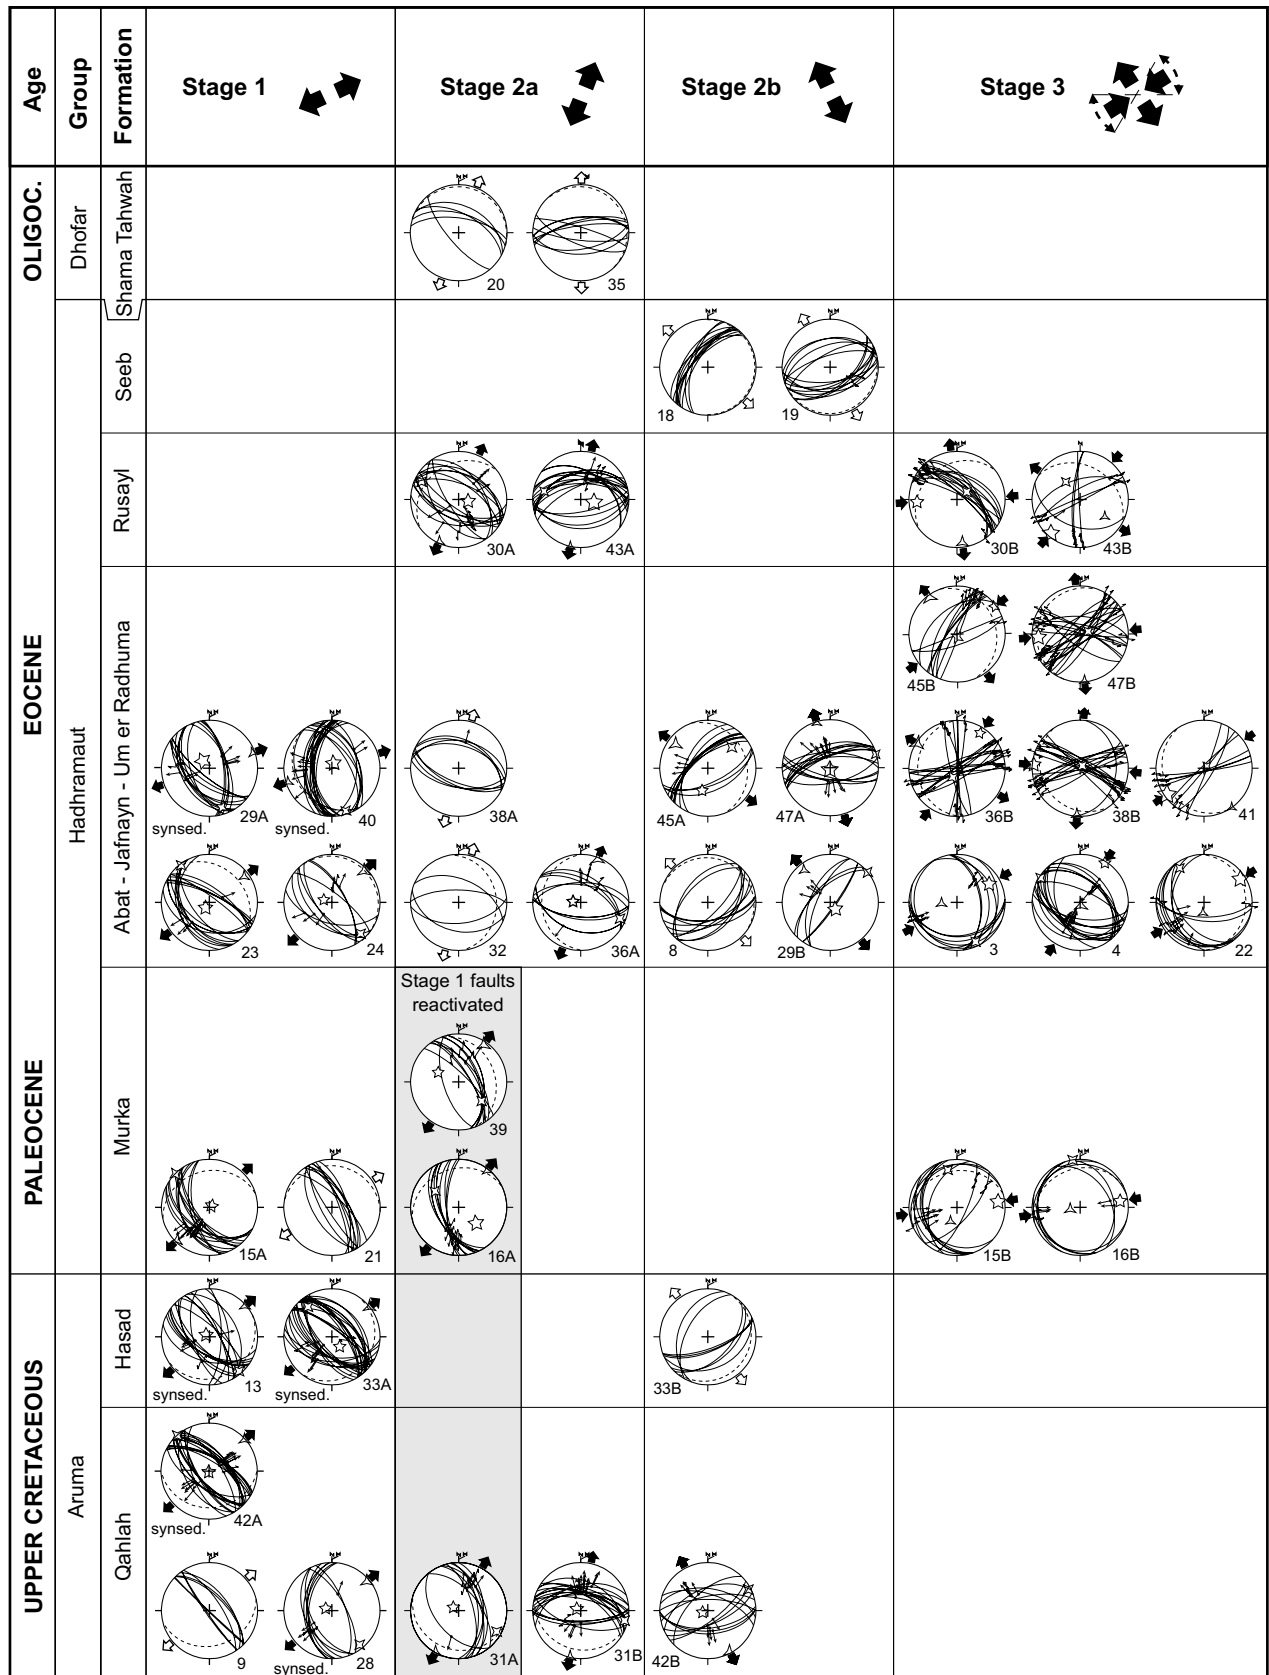 Age
Group
Formation
Stage 1
Stage 2a
Stage 2b
Stage 3
OLIGOC.
Dhofar
Shama Tahwah
20
35
EOCENE
Hadhramaut
Seeb
18
19
Rusayl
30A
43A
30B
43B
Abat - Jafnayn - Um er Radhuma
45B
47B
29A
synsed.
40
synsed.
38A
45A
47A
36B
38B
41
23
24
32
36A
8
29B
3
4
22
PALEOCENE
Murka
Stage 1 faults
reactivated
39
15A
21
16A
15B
16B
UPPER CRETACEOUS
Aruma
Hasad
13
synsed.
33A
synsed.
33B
Qahlah
42A
synsed.
9
28
synsed.
31A
31B
42B